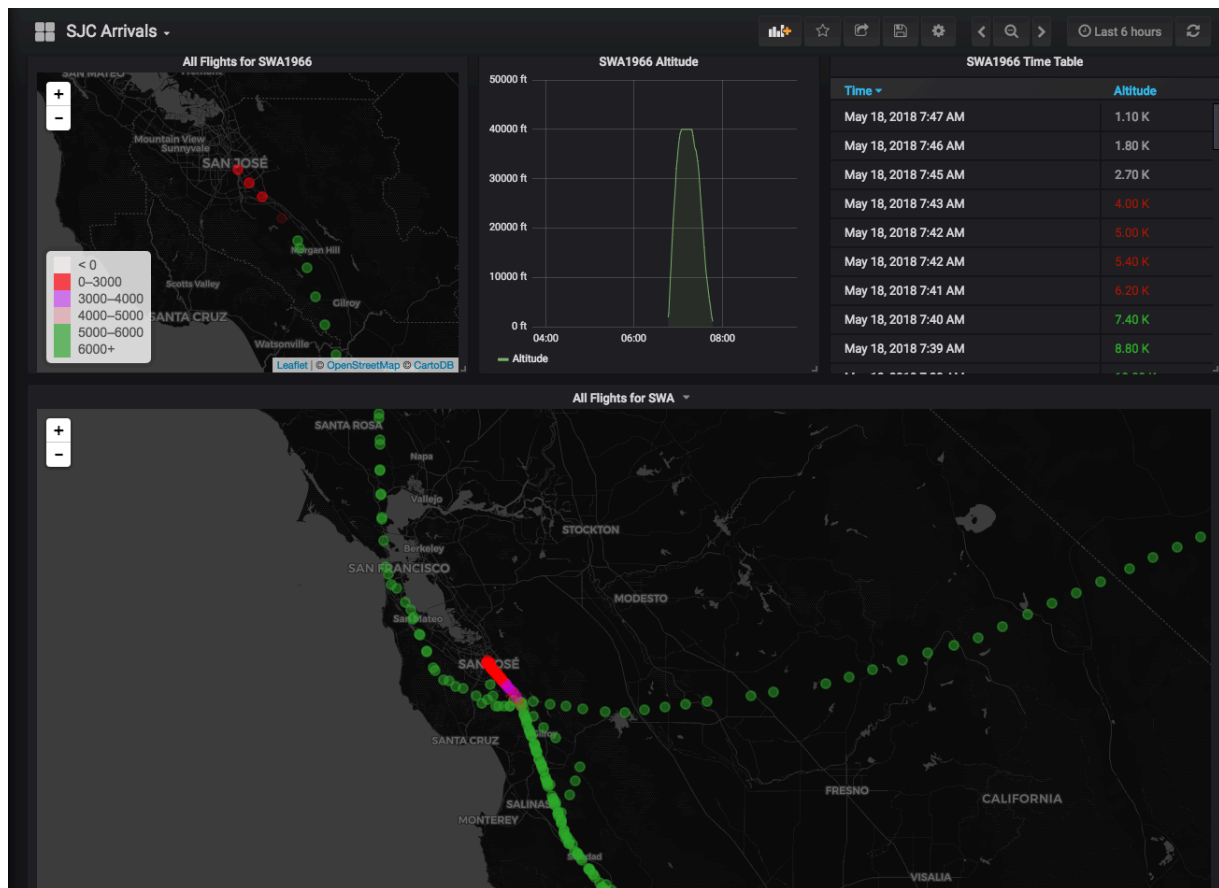 SJC Arrivals
Last 6 hours
All Flights for SWA1966
+
-
SAN MATEO
Mountain View
Sunnyvale
SAN JOSÉ
Morgan Hill
Scotts Valley
Gilroy
SANTA CRUZ
Watsonville
< 0
0–3000
3000–4000
4000–5000
5000–6000
6000+
Leaflet | © OpenStreetMap © CartoDB
SWA1966 Altitude
50000 ft
40000 ft
30000 ft
20000 ft
10000 ft
0 ft
04:00 06:00 08:00
Altitude
SWA1966 Time Table
Time Altitude
May 18, 2018 7:47 AM 1.10 K
May 18, 2018 7:46 AM 1.80 K
May 18, 2018 7:45 AM 2.70 K
May 18, 2018 7:43 AM 4.00 K
May 18, 2018 7:42 AM 5.00 K
May 18, 2018 7:42 AM 5.40 K
May 18, 2018 7:41 AM 6.20 K
May 18, 2018 7:40 AM 7.40 K
May 18, 2018 7:39 AM 8.80 K
All Flights for SWA
+
-
SANTA ROSA
Napa
Vallejo
STOCKTON
Berkeley
SAN FRANCISCO
MODESTO
San Mateo
SAN JOSÉ
Gilroy
SANTA CRUZ
FRESNO
CALIFORNIA
SALINAS
MONTEREY
Soledad
VISALIA